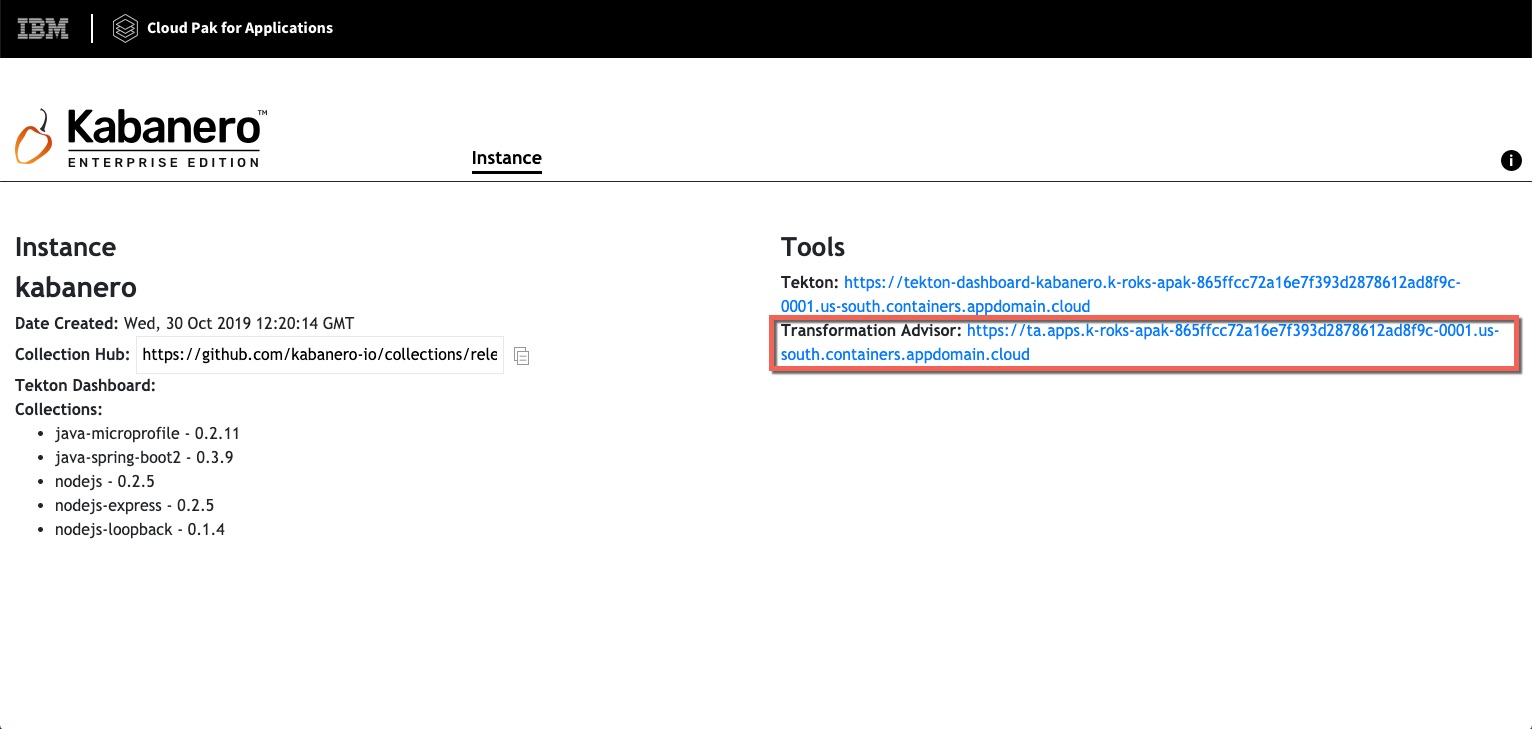 IBM
Cloud Pak for Applications
Kabanero™
ENTERPRISE EDITION
Instance
i
Instance
kabanero
Date Created: Wed, 30 Oct 2019 12:20:14 GMT
Collection Hub: https://github.com/kabanero-io/collections/rele
Tekton Dashboard:
Collections:
• java-microprofile - 0.2.11
• java-spring-boot2 - 0.3.9
• nodejs - 0.2.5
• nodejs-express - 0.2.5
• nodejs-loopback - 0.1.4
Tools
Tekton: https://tekton-dashboard-kabanero.k-roks-apak-865ffcc72a16e7f393d2878612ad8f9c-
0001.us-south.containers.appdomain.cloud
Transformation Advisor: https://ta.apps.k-roks-apak-865ffcc72a16e7f393d2878612ad8f9c-0001.us-
south.containers.appdomain.cloud